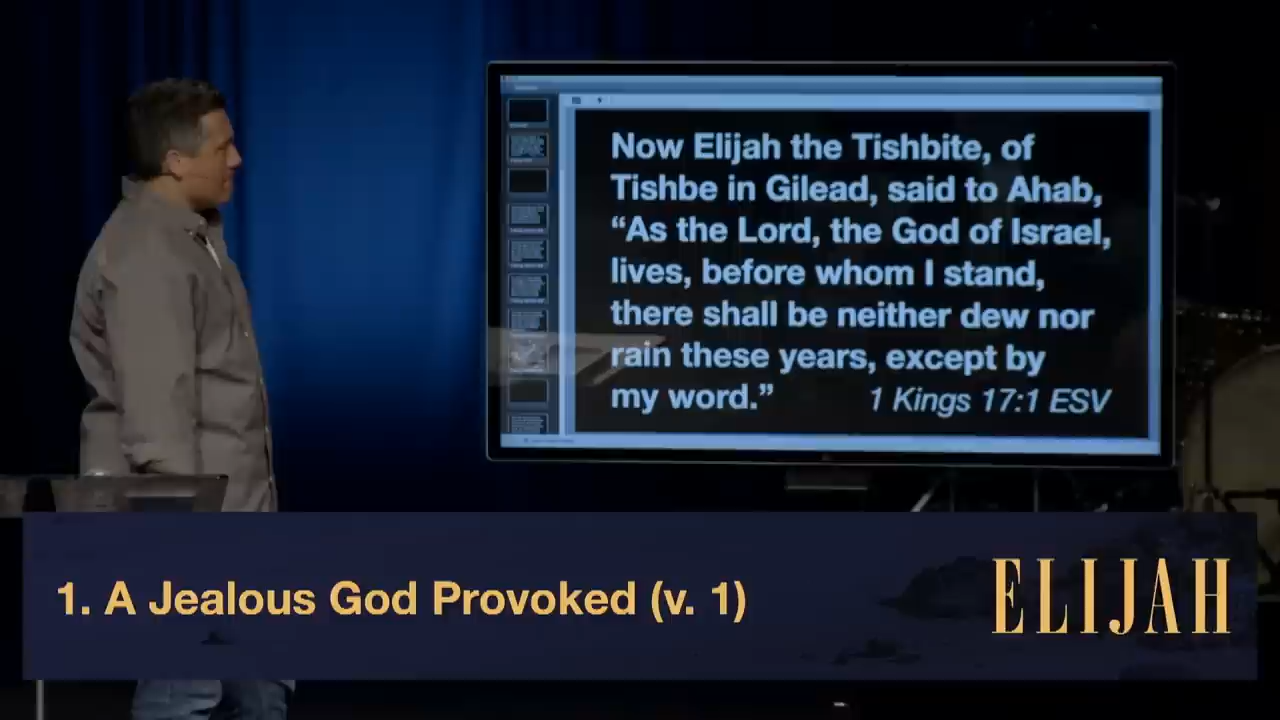 Now Elijah the Tishbite, of
Tishbe in Gilead, said to Ahab,
“As the Lord, the God of Israel,
lives, before whom I stand,
there shall be neither dew nor
rain these years, except by
my word.” 1 Kings 17:1 ESV
1. A Jealous God Provoked (v. 1)
ELIJAH